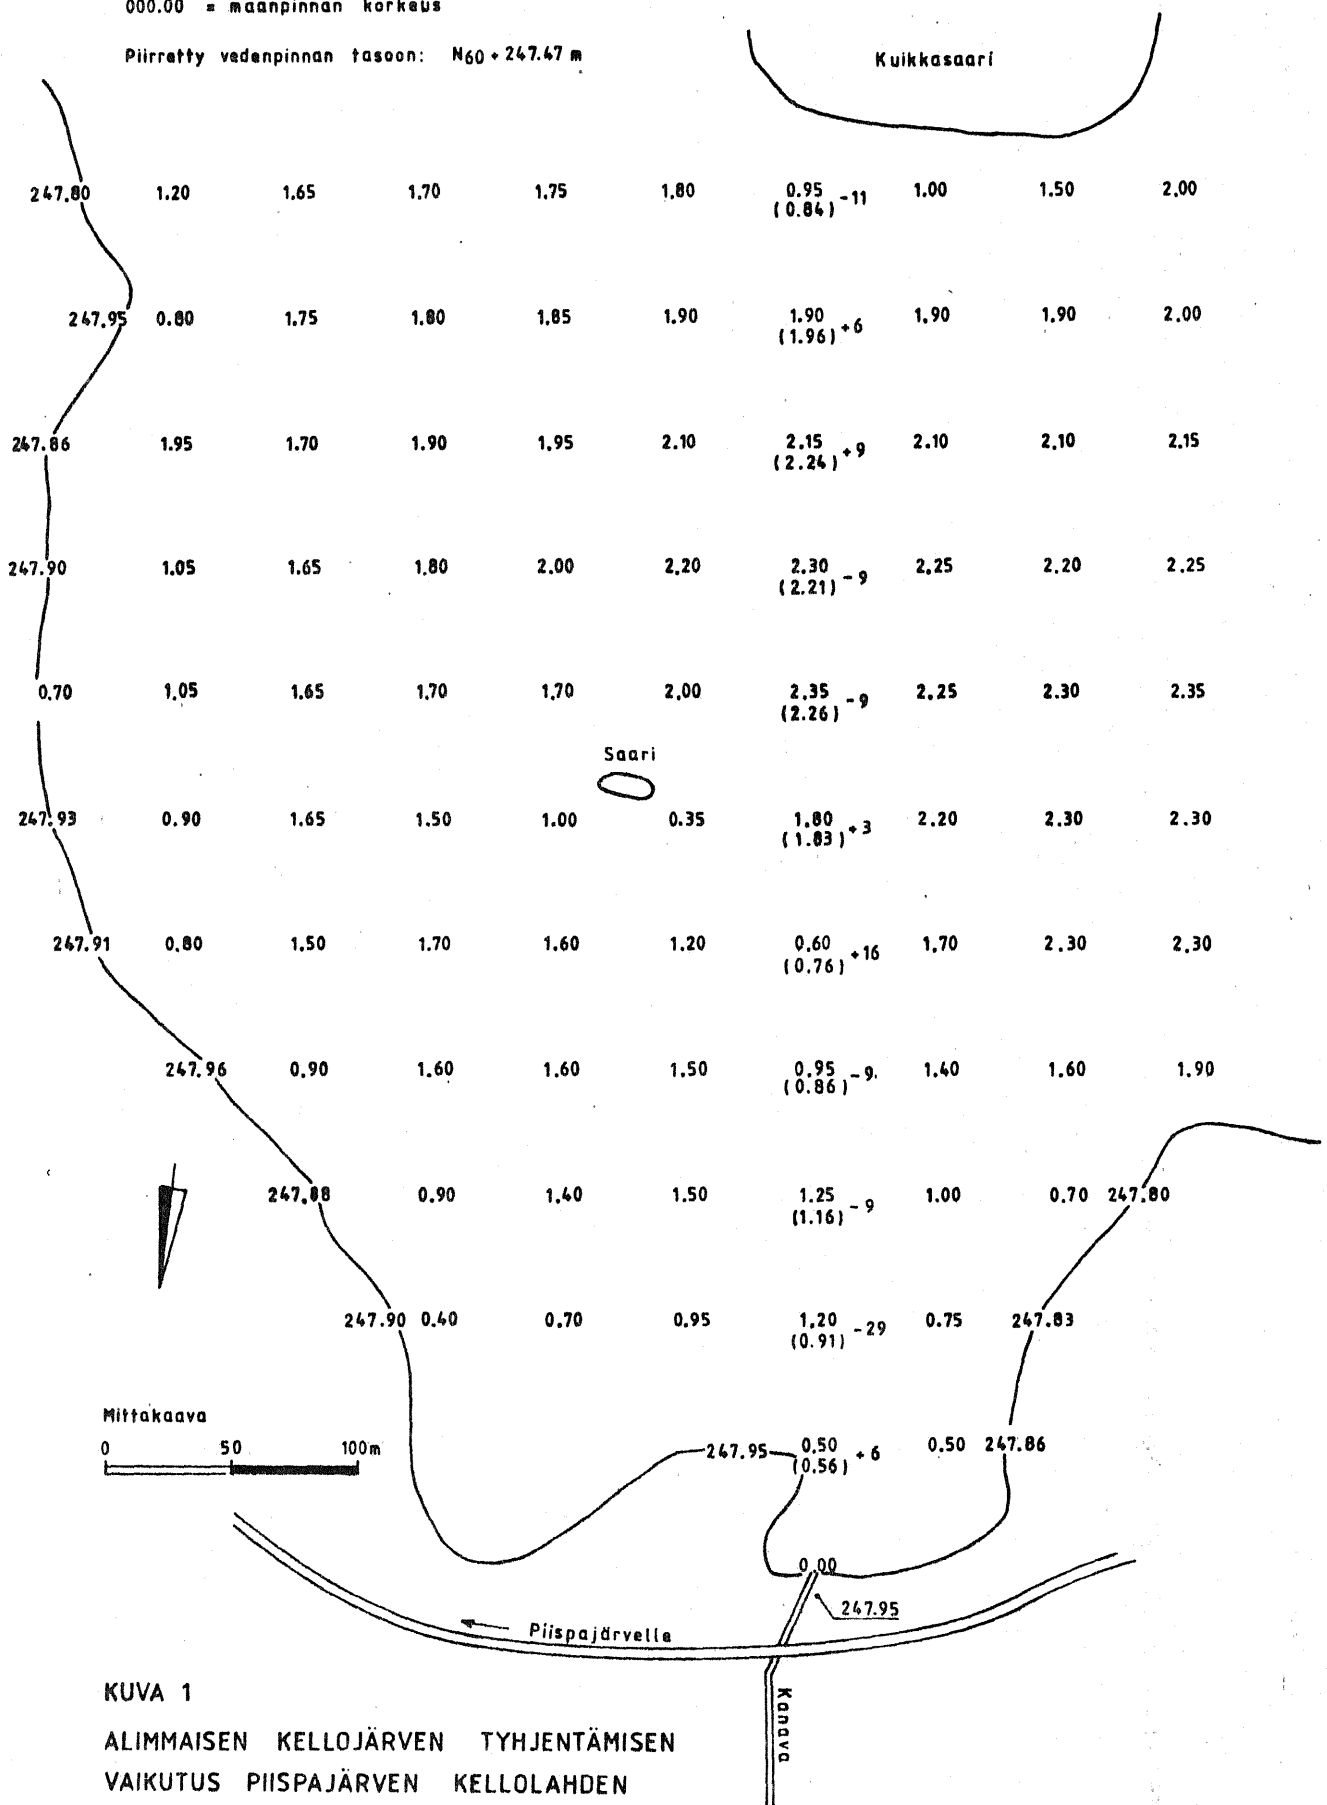 000.00 = maanpinnan korkeus
Piirretty vedenpinnan tasoon: N60 + 247.47 m
Kuikkasaari
247.80 1.20 1.65 1.70 1.75 1.80 0.95 1.00 1.50 2.00
(0.84) -11
247.95 0.80 1.75 1.80 1.85 1.90 1.90 1.90 1.90 2.00
(1.96) +6
247.86 1.95 1.70 1.90 1.95 2.10 2.15 2.10 2.10 2.15
(2.24) +9
247.90 1.05 1.65 1.80 2.00 2.20 2.30 2.25 2.20 2.25
(2.21) -9
0.70 1.05 1.65 1.70 1.70 2.00 2.35 2.25 2.30 2.35
(2.26) -9
Saari
247.93 0.90 1.65 1.50 1.00 0.35 1.80 2.20 2.30 2.30
(1.83) +3
247.91 0.80 1.50 1.70 1.60 1.20 0.60 1.70 2.30 2.30
(0.76) +16
247.96 0.90 1.60 1.60 1.50 0.95 1.40 1.60 1.90
(0.86) -9
247.88 0.90 1.40 1.50 1.25 1.00 0.70 247.80
(1.16) -9
247.90 0.40 0.70 0.95 1.20 0.75 247.83
(0.91) -29
Mittakaava
0 50 100m
247.95 0.50 0.50 247.86
(0.56) +6
0.00
247.95
Piispajärvelle
Kanava
KUVA 1
ALIMMAISEN KELLOJÄRVEN TYHJENTÄMISEN
VAIKUTUS PIISPAJÄRVEN KELLOLAHDEN